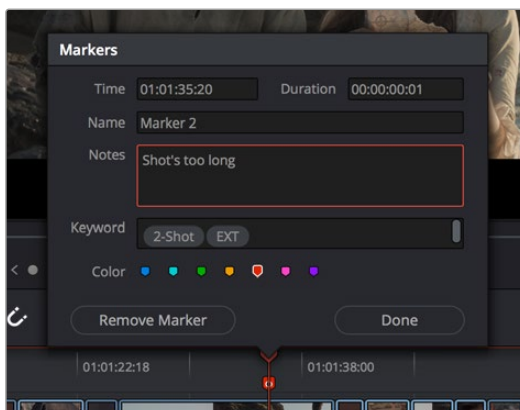 Markers
Time 01:01:35:20 Duration 00:00:00:01
Name Marker 2
Notes Shot's too long
Keyword 2-Shot EXT
Color
Remove Marker Done
01:01:22:18 01:01:38:00